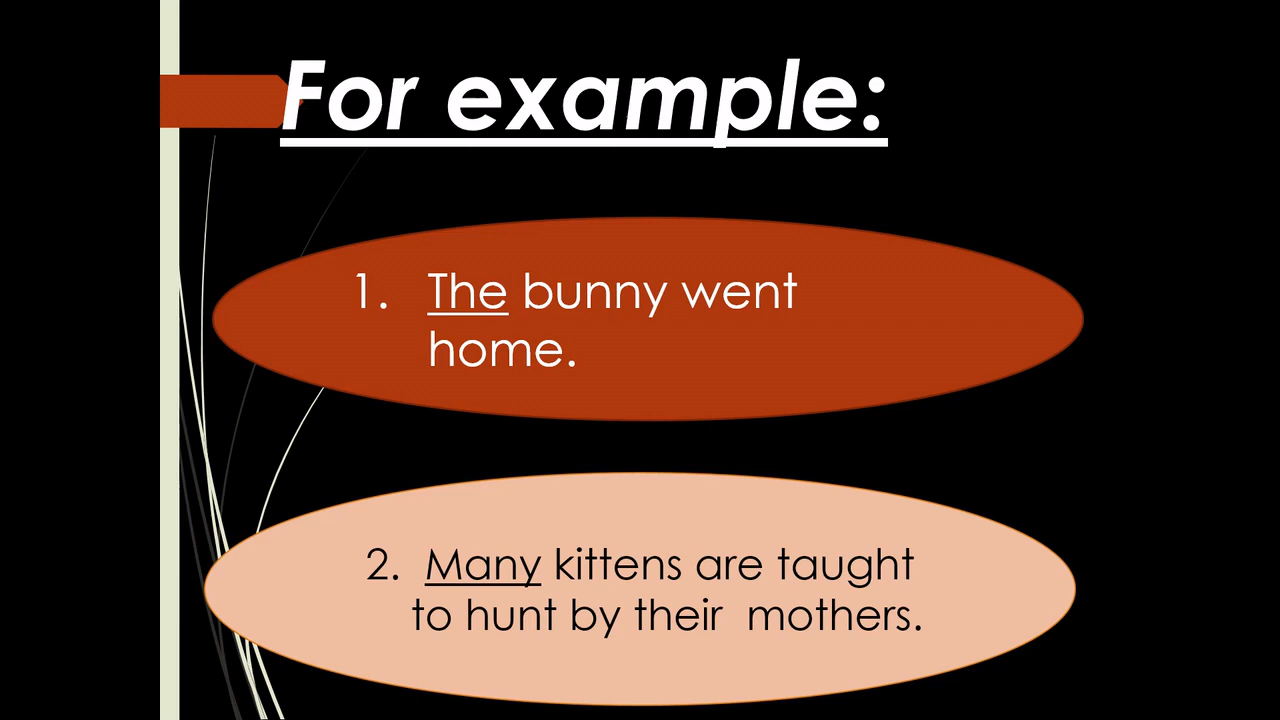 For example:
1. The bunny went
home.
2. Many kittens are taught
to hunt by their mothers.